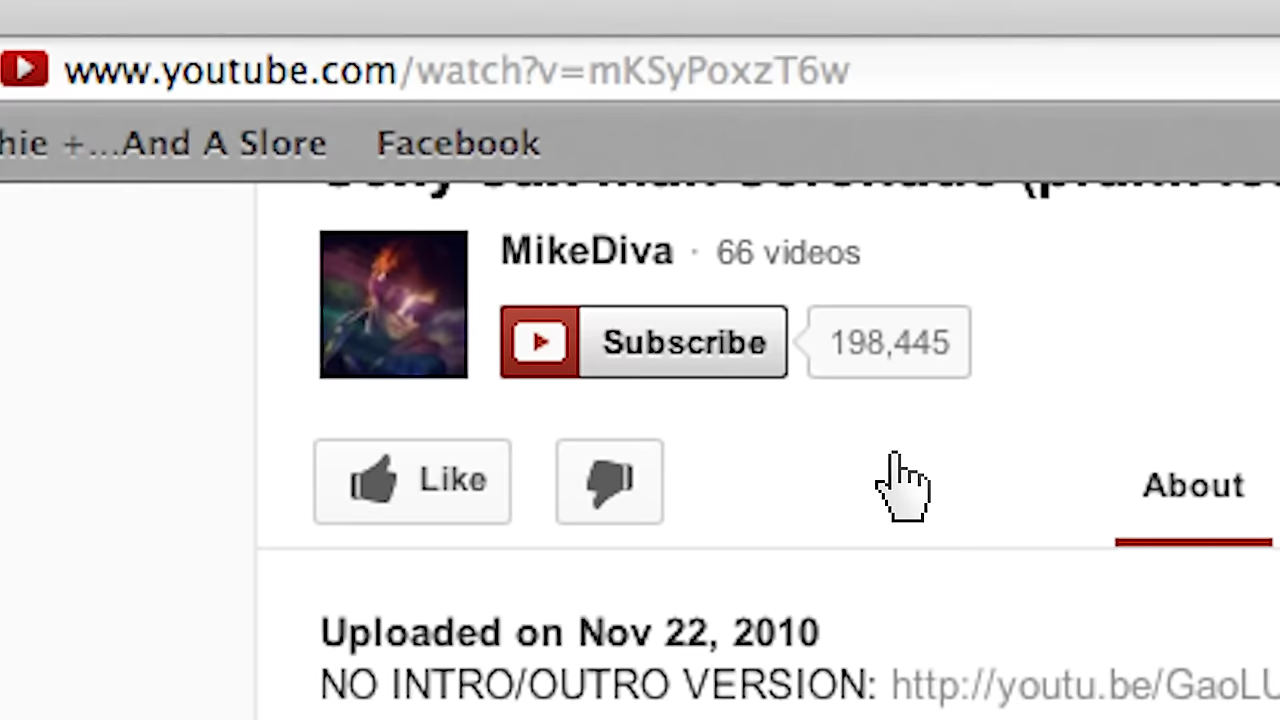 www.youtube.com/watch?v=mKSyPoxzT6w
hie +...And A Slore Facebook
MikeDiva · 66 videos
Subscribe 198,445
Like About
Uploaded on Nov 22, 2010
NO INTRO/OUTRO VERSION: http://youtu.be/GaoLU